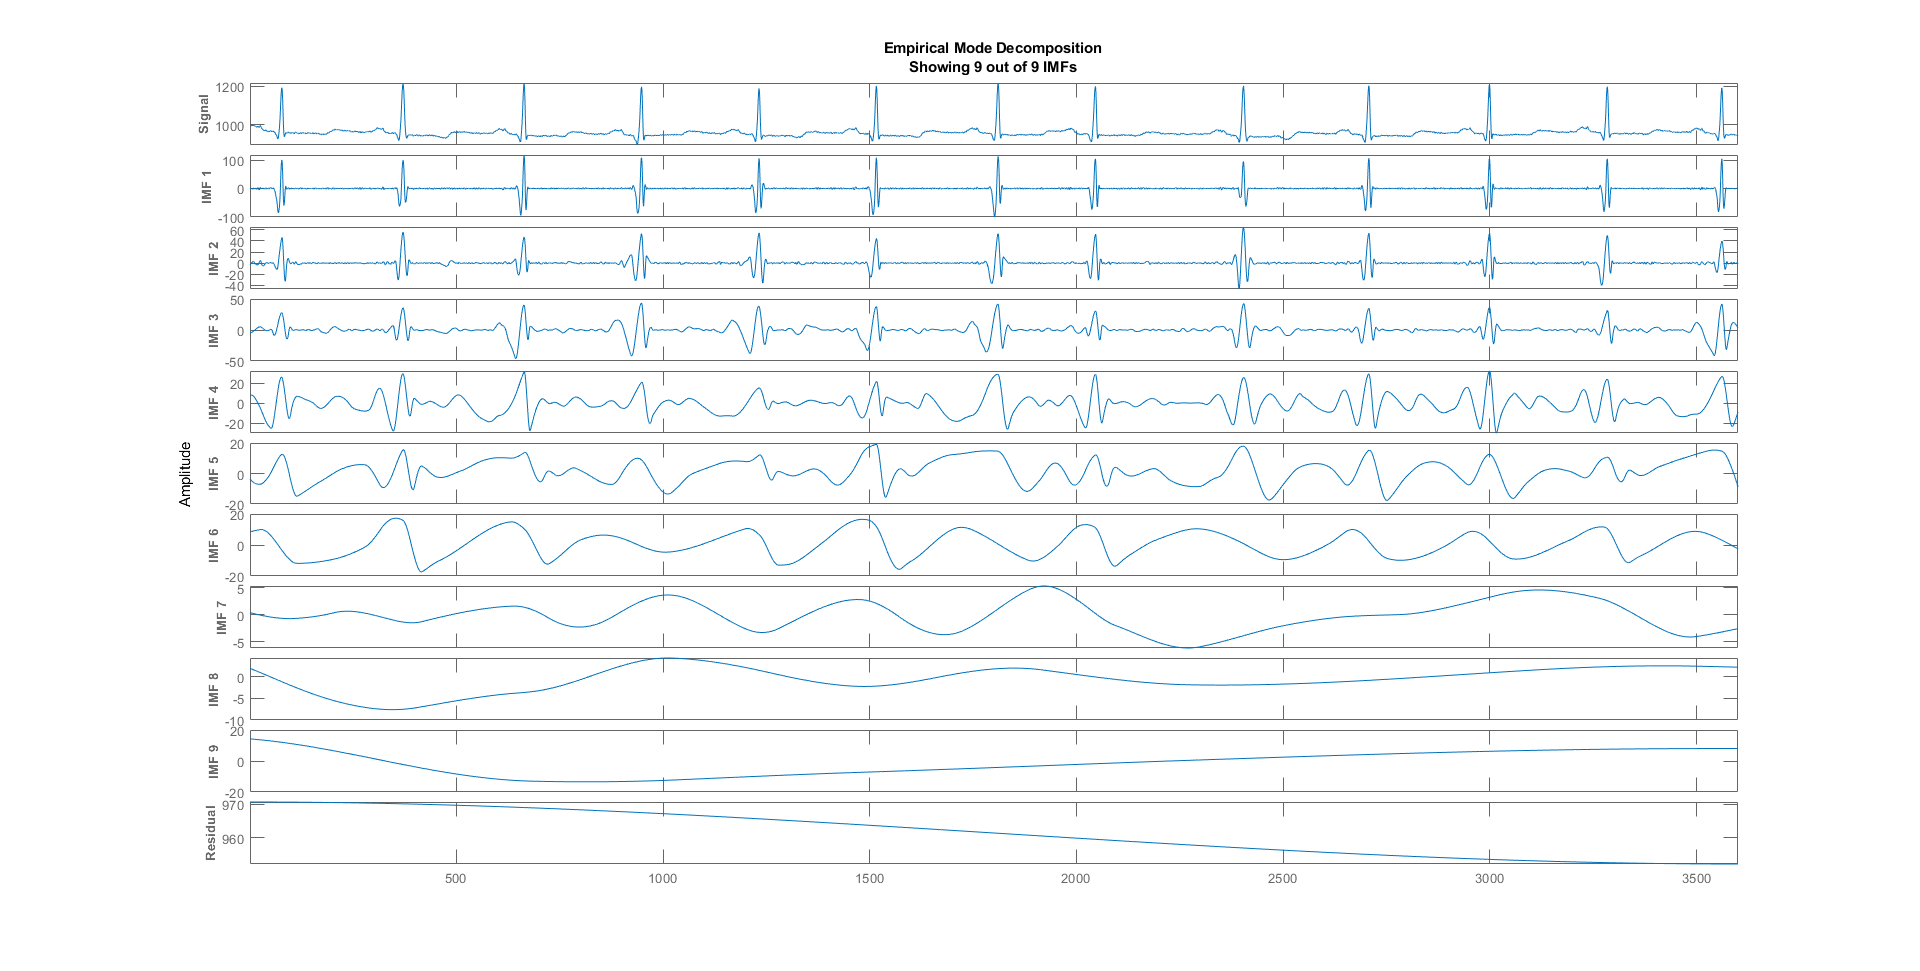 Empirical Mode Decomposition
Showing 9 out of 9 IMFs
Amplitude
Signal
1200
1000
IMF 1
100
0
-100
IMF 2
60
40
20
0
-20
-40
IMF 3
50
0
-50
IMF 4
20
0
-20
IMF 5
20
0
-20
IMF 6
20
0
-20
IMF 7
5
0
-5
IMF 8
0
-5
-10
IMF 9
20
0
-20
Residual
970
960
500 1000 1500 2000 2500 3000 3500